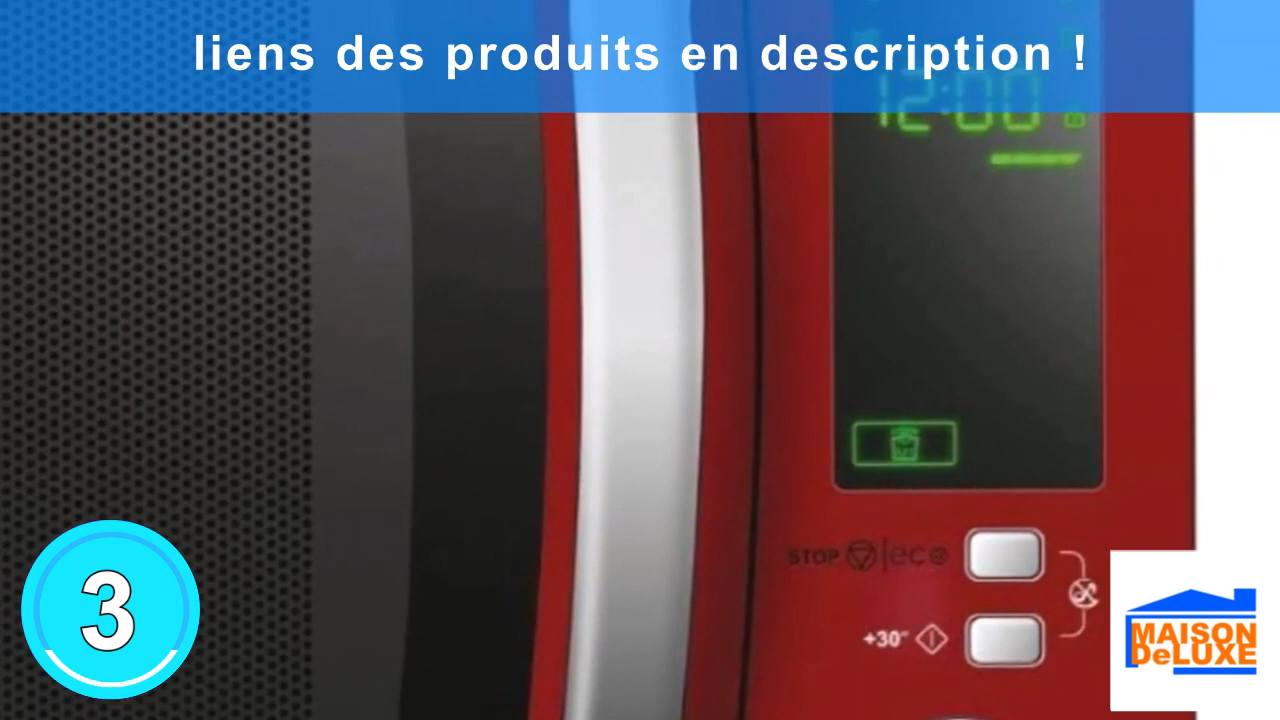 liens des produits en description !
12:00
STOP |eco
+30"
3
MAISON
DeLUXE